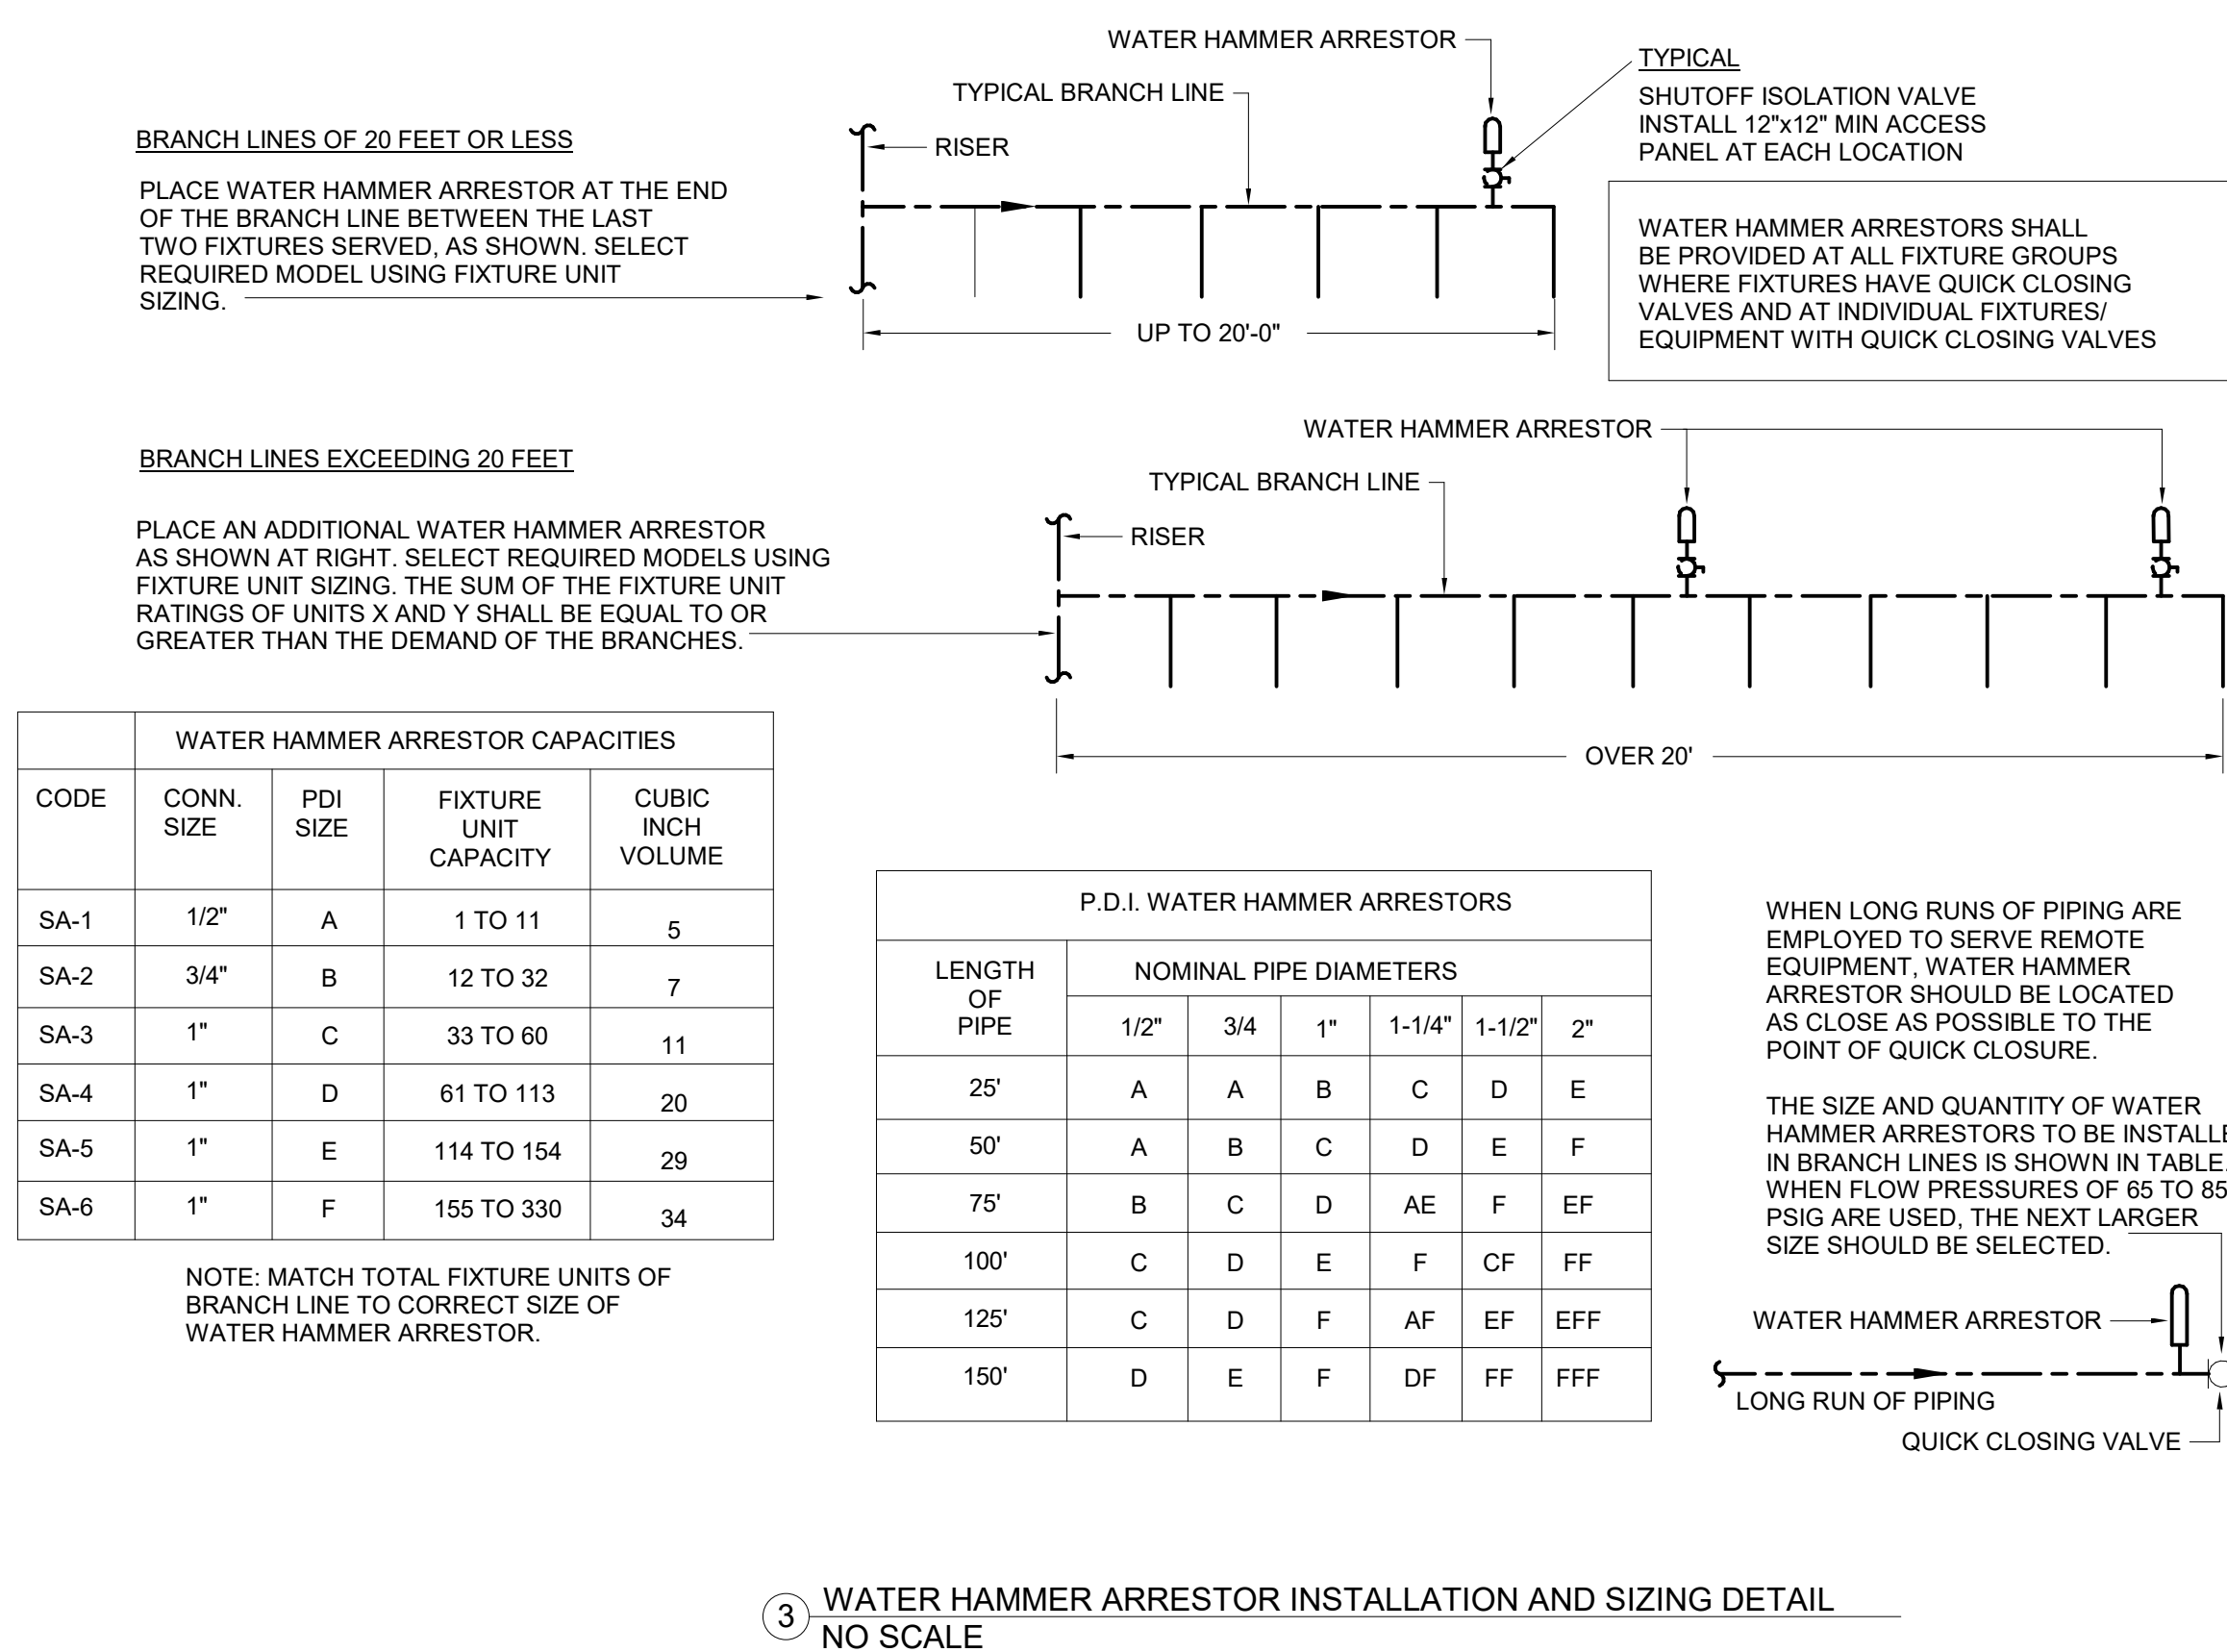 WATER HAMMER ARRESTOR
TYPICAL BRANCH LINE
RISER
TYPICAL
SHUTOFF ISOLATION VALVE
INSTALL 12"x12" MIN ACCESS
PANEL AT EACH LOCATION
BRANCH LINES OF 20 FEET OR LESS
PLACE WATER HAMMER ARRESTOR AT THE END
OF THE BRANCH LINE BETWEEN THE LAST
TWO FIXTURES SERVED, AS SHOWN. SELECT
REQUIRED MODEL USING FIXTURE UNIT
SIZING.
UP TO 20'-0"
WATER HAMMER ARRESTORS SHALL
BE PROVIDED AT ALL FIXTURE GROUPS
WHERE FIXTURES HAVE QUICK CLOSING
VALVES AND AT INDIVIDUAL FIXTURES/
EQUIPMENT WITH QUICK CLOSING VALVES
BRANCH LINES EXCEEDING 20 FEET
PLACE AN ADDITIONAL WATER HAMMER ARRESTOR
AS SHOWN AT RIGHT. SELECT REQUIRED MODELS USING
FIXTURE UNIT SIZING. THE SUM OF THE FIXTURE UNIT
RATINGS OF UNITS X AND Y SHALL BE EQUAL TO OR
GREATER THAN THE DEMAND OF THE BRANCHES.
WATER HAMMER ARRESTOR
TYPICAL BRANCH LINE
RISER
OVER 20'
WATER HAMMER ARRESTOR CAPACITIES
CODE CONN. SIZE PDI SIZE FIXTURE UNIT CAPACITY CUBIC INCH VOLUME
SA-1 1/2" A 1 TO 11 5
SA-2 3/4" B 12 TO 32 7
SA-3 1" C 33 TO 60 11
SA-4 1" D 61 TO 113 20
SA-5 1" E 114 TO 154 29
SA-6 1" F 155 TO 330 34
NOTE: MATCH TOTAL FIXTURE UNITS OF
BRANCH LINE TO CORRECT SIZE OF
WATER HAMMER ARRESTOR.
P.D.I. WATER HAMMER ARRESTORS
LENGTH OF PIPE NOMINAL PIPE DIAMETERS
1/2" 3/4 1" 1-1/4" 1-1/2" 2"
25' A A B C D E
50' A B C D E F
75' B C D AE F EF
100' C D E F CF FF
125' C D F AF EF EFF
150' D E F DF FF FFF
WHEN LONG RUNS OF PIPING ARE
EMPLOYED TO SERVE REMOTE
EQUIPMENT, WATER HAMMER
ARRESTOR SHOULD BE LOCATED
AS CLOSE AS POSSIBLE TO THE
POINT OF QUICK CLOSURE.
THE SIZE AND QUANTITY OF WATER
HAMMER ARRESTORS TO BE INSTALLE
IN BRANCH LINES IS SHOWN IN TABLE.
WHEN FLOW PRESSURES OF 65 TO 85
PSIG ARE USED, THE NEXT LARGER
SIZE SHOULD BE SELECTED.
WATER HAMMER ARRESTOR
LONG RUN OF PIPING
QUICK CLOSING VALVE
3 WATER HAMMER ARRESTOR INSTALLATION AND SIZING DETAIL
NO SCALE